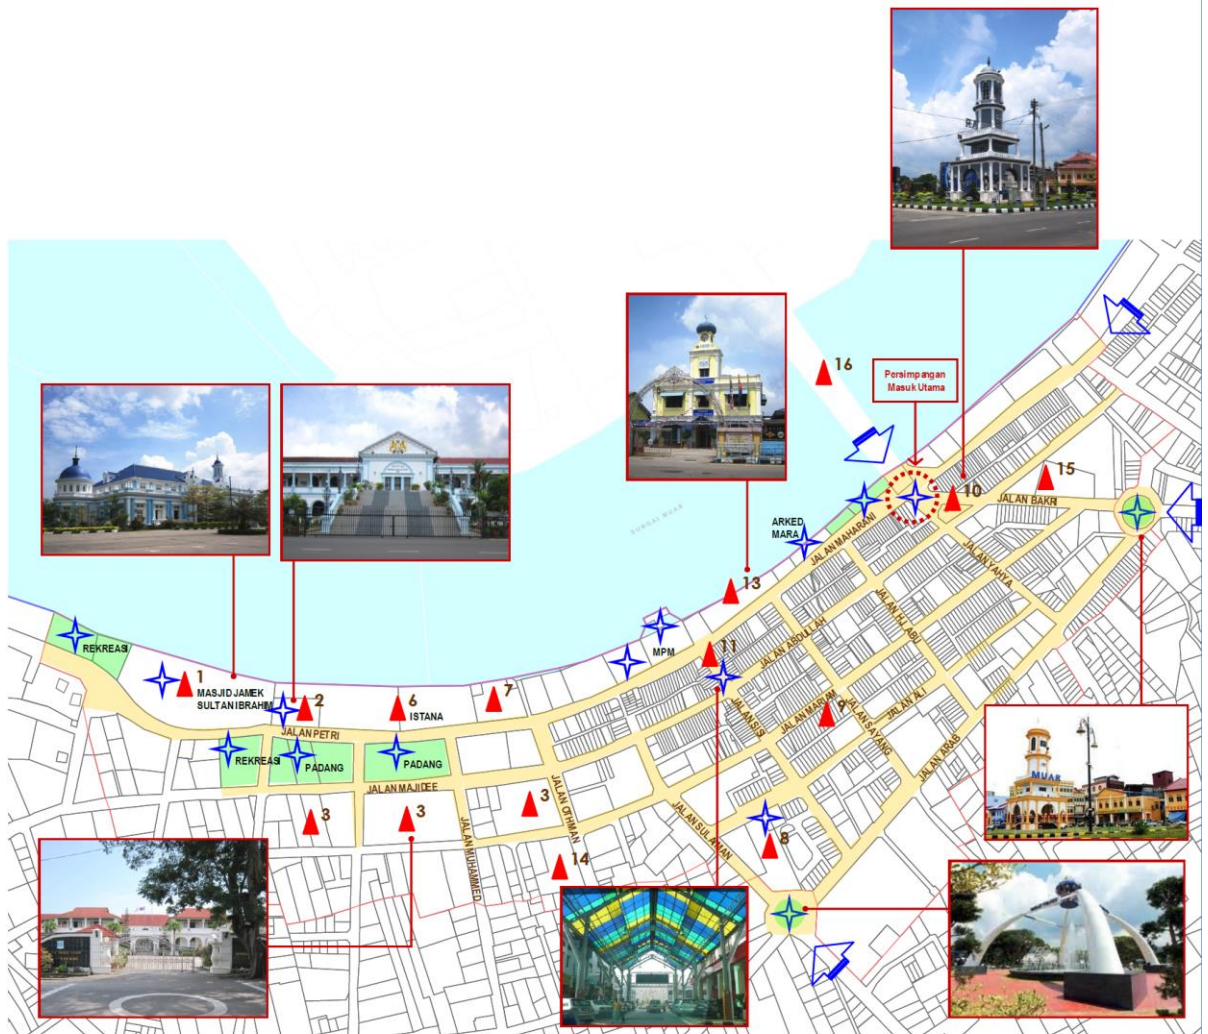 16
Persimpangan
Masuk Utama
15
10
JALAN BAKRI
ARKED
MARA
JALAN MAHARANI
SUNGAI MUAR
13
JALAN YAHYA
JALAN HJ. ABU
JALAN ABDULLAH
MPM
11
REKREASI
1
MASJID JAMEK
SULTAN IBRAHIM
2
6
ISTANA
7
JALAN PETRI
JALAN SISI
JALAN MARIAM
9
JALAN SAYANG
JALAN ALI
JALAN ARAB
REKREASI
PADANG
PADANG
JALAN MAJIDEE
MUAR
3
3
3
JALAN OTHMAN
JALAN MUHAMMED
JALAN SULAIMAN
8
14